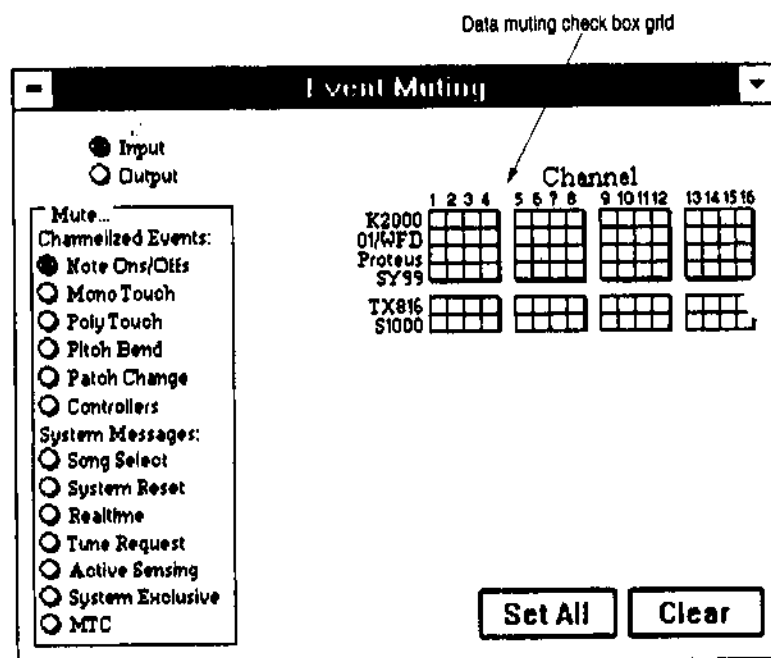 Data muting check box grid
Event Muting
Input
Output
Mute...
Channelized Events:
Note Ons/Offs
Mono Touch
Poly Touch
Pitch Bend
Patch Change
Controllers
System Messages:
Song Select
System Reset
Realtime
Tune Request
Active Sensing
System Exclusive
MTC
Channel
1 2 3 4 5 6 7 8 9 10 11 12 13 14 15 16
K2000
01/WFD
Proteus
SY99
TX816
S1000
Set All
Clear